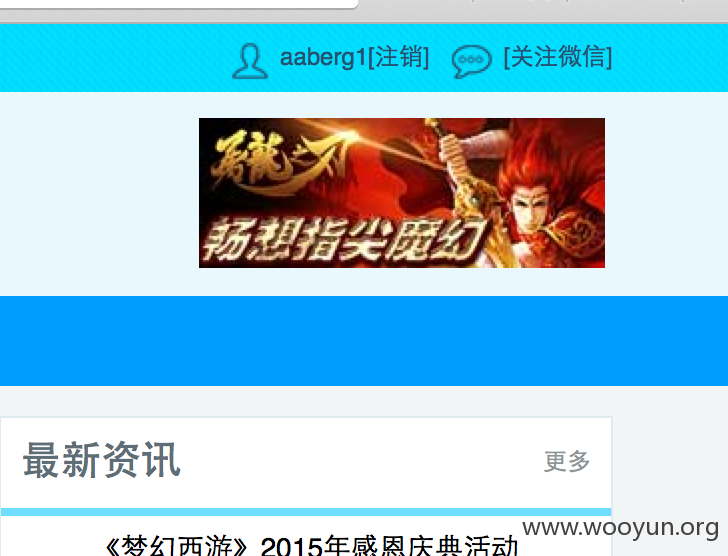 aaberg1[注销] [关注微信]
屠龍之刃
畅想指尖魔幻
最新资讯 更多
《梦幻西游》2015年感恩庆典活动
www.wooyun.org